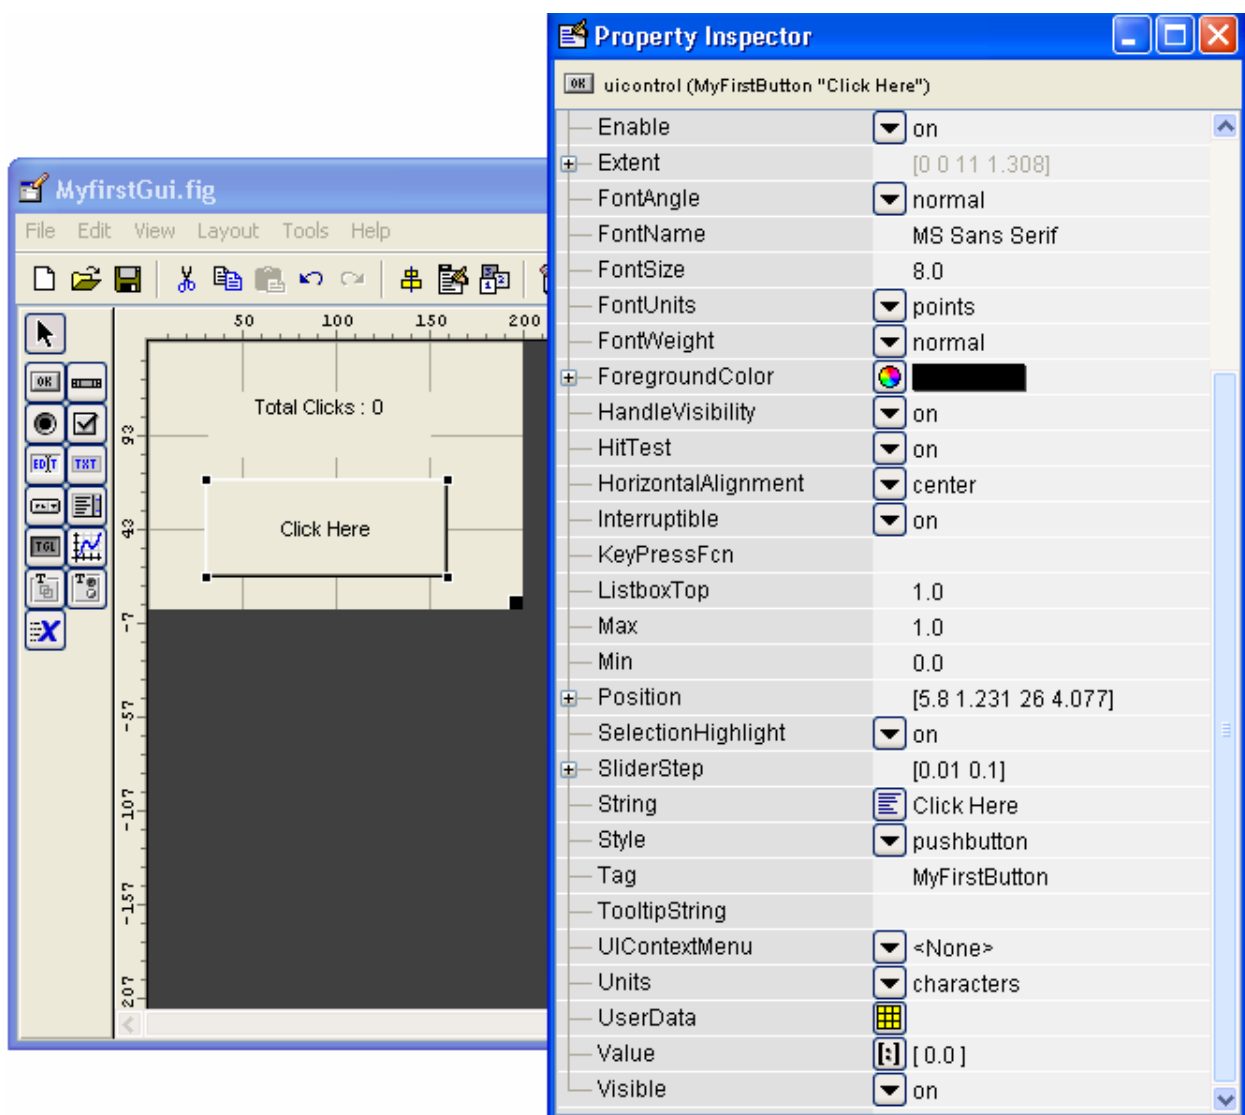 Property Inspector
OK uicontrol (MyFirstButton "Click Here")
Enable on
Extent [0 0 11 1.308]
FontAngle normal
FontName MS Sans Serif
FontSize 8.0
FontUnits points
FontWeight normal
ForegroundColor
HandleVisibility on
HitTest on
HorizontalAlignment center
Interruptible on
KeyPressFcn
ListboxTop 1.0
Max 1.0
Min 0.0
Position [5.8 1.231 26 4.077]
SelectionHighlight on
SliderStep [0.01 0.1]
String Click Here
Style pushbutton
Tag MyFirstButton
TooltipString
UIContextMenu <None>
Units characters
UserData
Value [:] [ 0.0 ]
Visible on
MyfirstGui.fig
File Edit View Layout Tools Help
50 100 150 200
OK
EDIT TXT
TGL
T T
X
93
43
-7
-57
-107
-157
207
Total Clicks : 0
Click Here